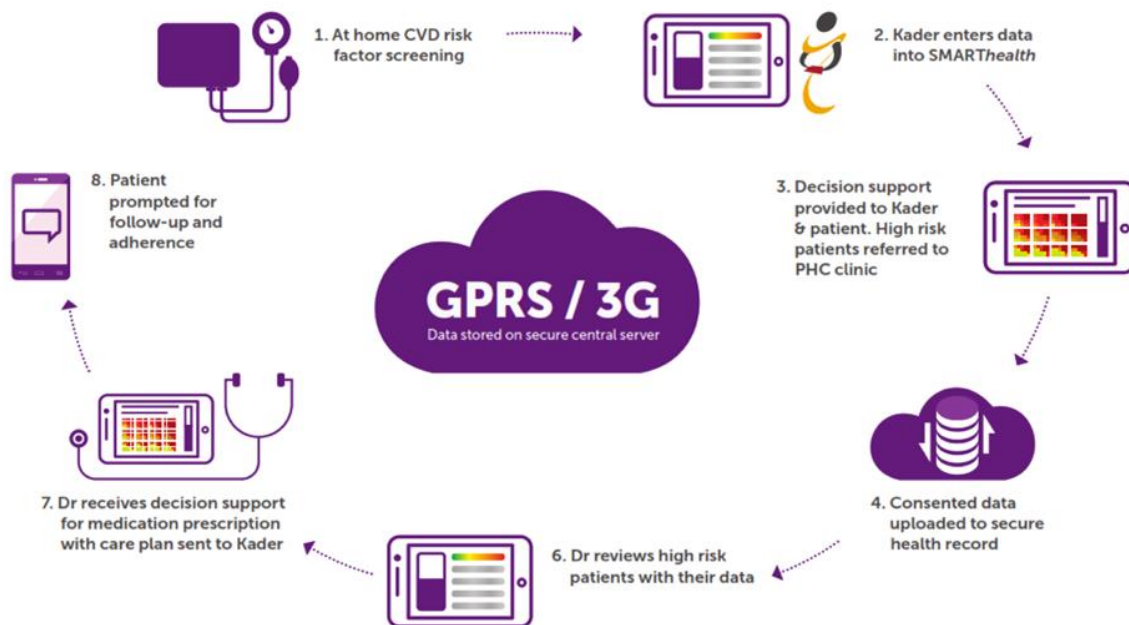 1. At home CVD risk
factor screening
2. Kader enters data
into SMARThealth
3. Decision support
provided to Kader
& patient. High risk
patients referred to
PHC clinic
4. Consented data
uploaded to secure
health record
6. Dr reviews high risk
patients with their data
7. Dr receives decision support
for medication prescription
with care plan sent to Kader
8. Patient
prompted for
follow-up and
adherence
GPRS / 3G
Data stored on secure central server